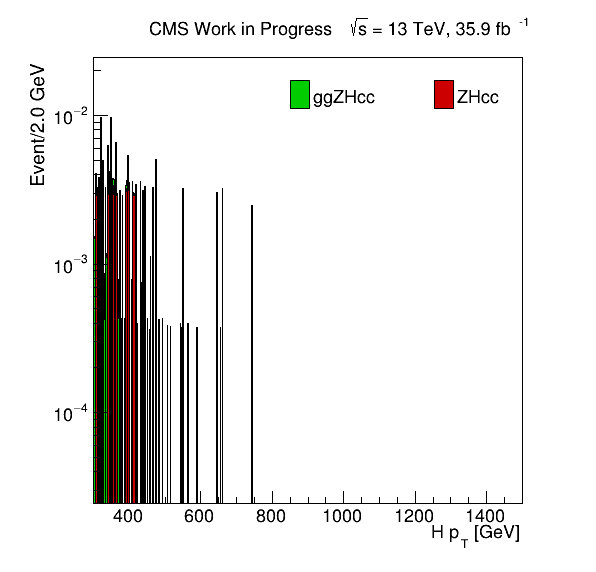 CMS Work in Progress √s = 13 TeV, 35.9 fb⁻¹
Event/2.0 GeV
ggZHcc ZHcc
10⁻²
10⁻³
10⁻⁴
400 600 800 1000 1200 1400
H p_T [GeV]